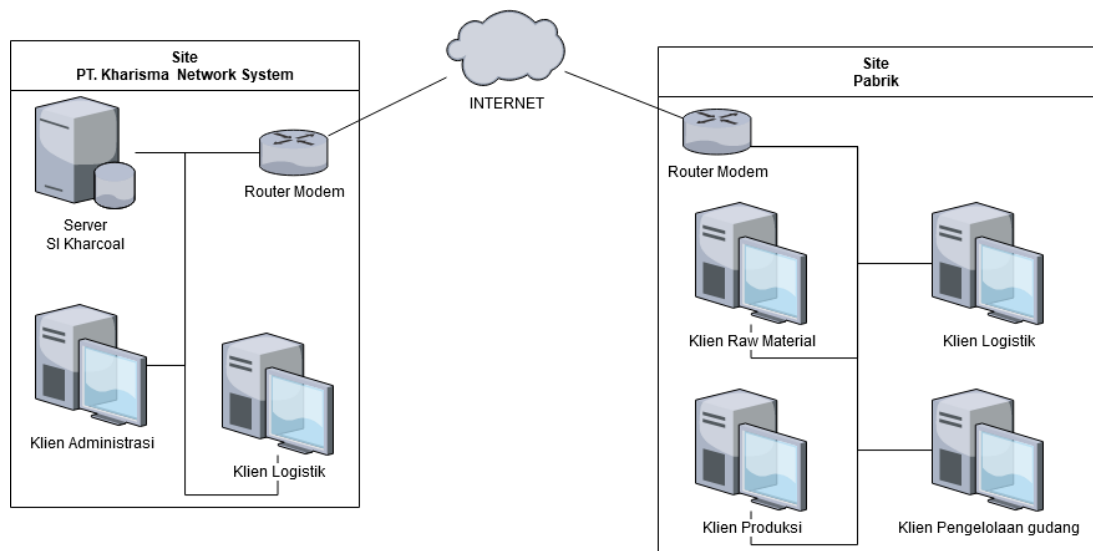 Site
PT. Kharisma Network System
INTERNET
Site
Pabrik
Router Modem
Server
SI Kharcoal
Klien Administrasi
Klien Logistik
Router Modem
Klien Raw Material
Klien Logistik
Klien Produksi
Klien Pengelolaan gudang